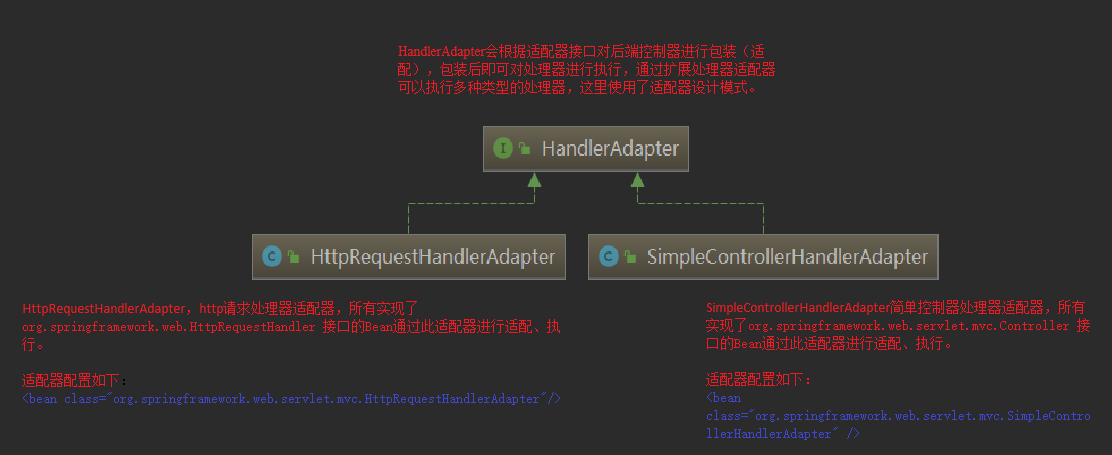 HandlerAdapter会根据适配器接口对后端控制器进行包装（适
配），包装后即可对处理器进行执行，通过扩展处理器适配器
可以执行多种类型的处理器，这里使用了适配器设计模式。
I HandlerAdapter
C HttpRequestHandlerAdapter
C SimpleControllerHandlerAdapter
HttpRequestHandlerAdapter，http请求处理器适配器，所有实现了
org.springframework.web.HttpRequestHandler 接口的Bean通过此适配器进行适配、执
行。
适配器配置如下：
<bean class="org.springframework.web.servlet.mvc.HttpRequestHandlerAdapter"/>
SimpleControllerHandlerAdapter简单控制器处理器适配器，所有
实现了org.springframework.web.servlet.mvc.Controller 接
口的Bean通过此适配器进行适配、执行。
适配器配置如下：
<bean
class="org.springframework.web.servlet.mvc.SimpleContro
llerHandlerAdapter" />